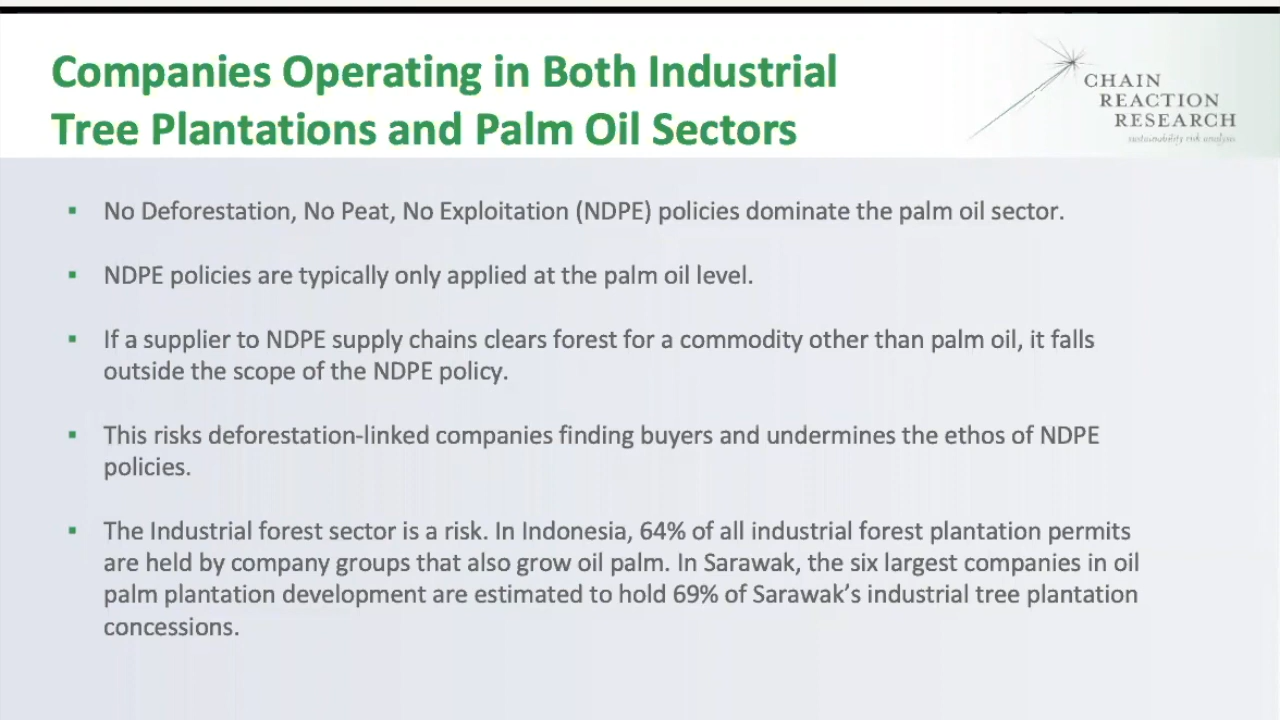 Companies Operating in Both Industrial
Tree Plantations and Palm Oil Sectors
CHAIN
REACTION
RESEARCH
sustainability risk analysis
▪ No Deforestation, No Peat, No Exploitation (NDPE) policies dominate the palm oil sector.
▪ NDPE policies are typically only applied at the palm oil level.
▪ If a supplier to NDPE supply chains clears forest for a commodity other than palm oil, it falls
outside the scope of the NDPE policy.
▪ This risks deforestation-linked companies finding buyers and undermines the ethos of NDPE
policies.
▪ The Industrial forest sector is a risk. In Indonesia, 64% of all industrial forest plantation permits
are held by company groups that also grow oil palm. In Sarawak, the six largest companies in oil
palm plantation development are estimated to hold 69% of Sarawak’s industrial tree plantation
concessions.